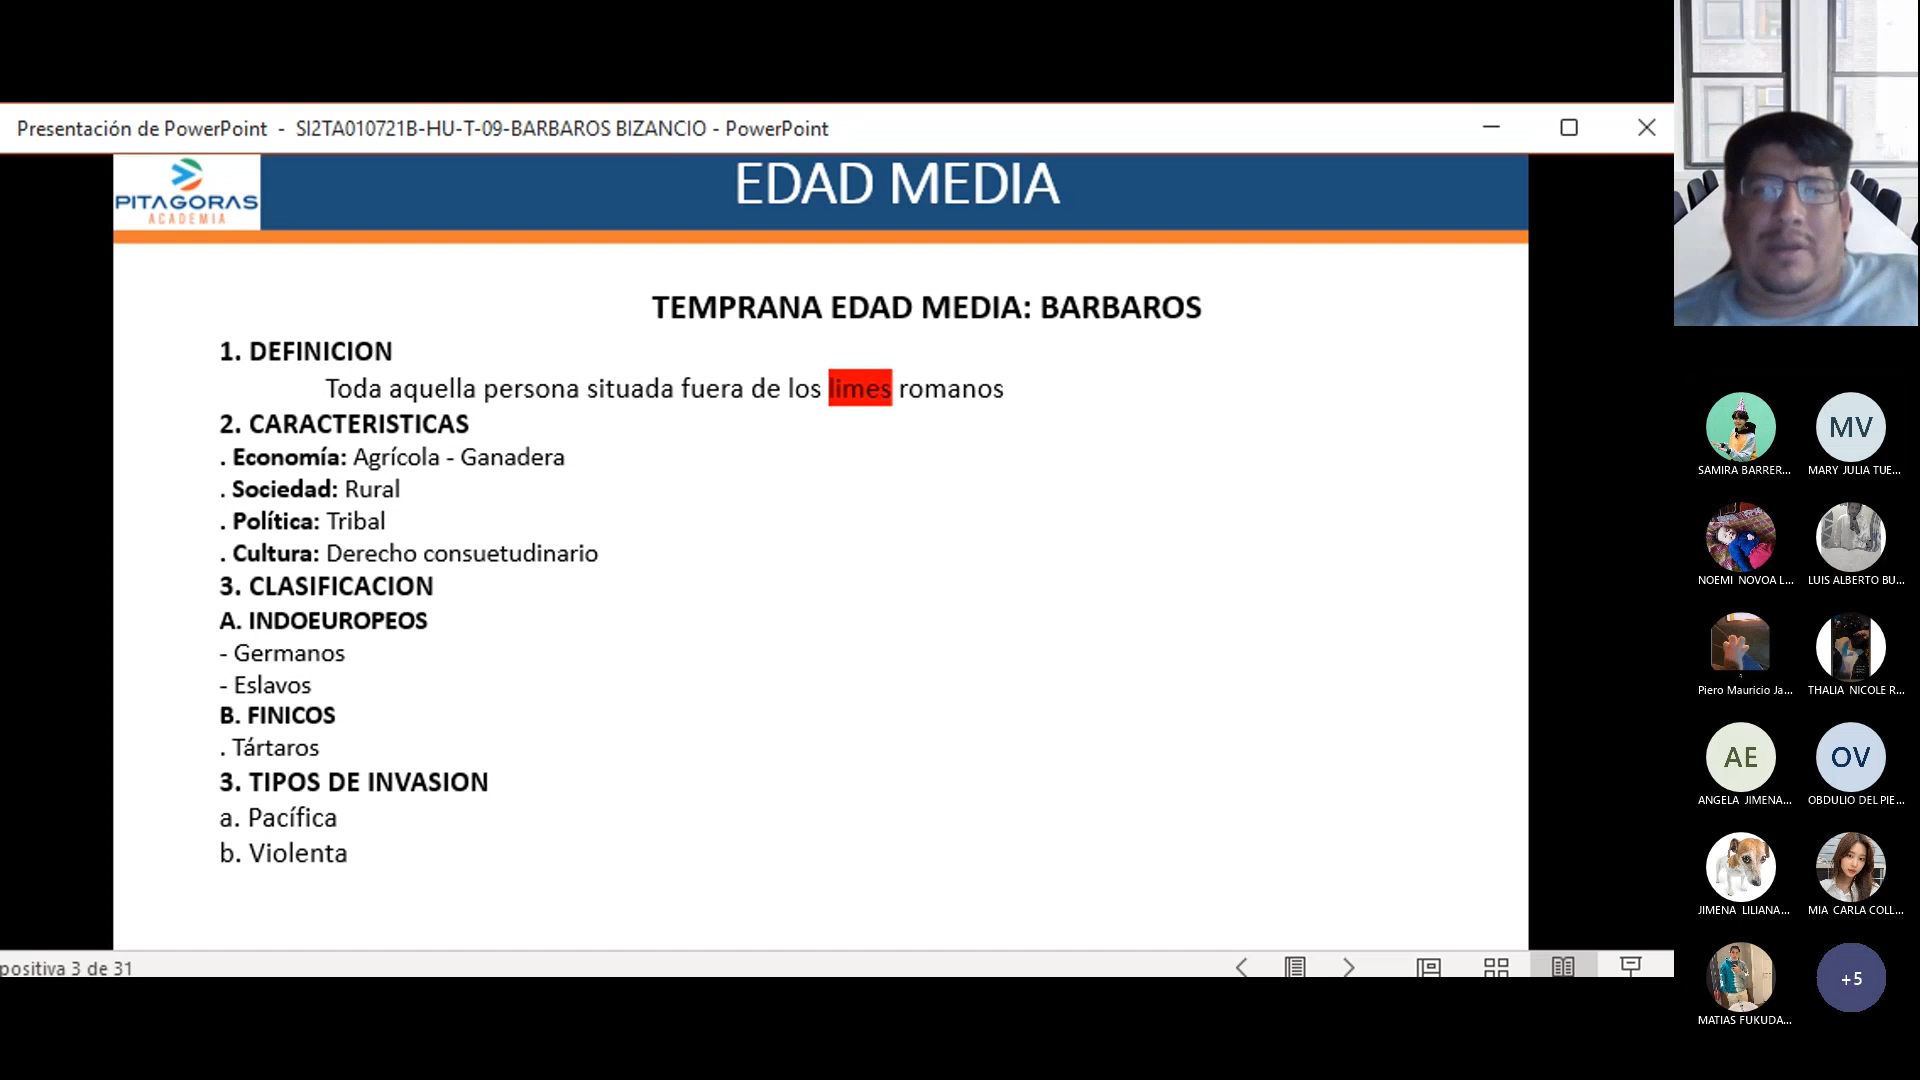 Presentación de PowerPoint - SI2TA010721B-HU-T-09-BARBAROS BIZANCIO - PowerPoint
PITAGORAS
ACADEMIA
EDAD MEDIA
TEMPRANA EDAD MEDIA: BARBAROS
1. DEFINICION
Toda aquella persona situada fuera de los limes romanos
2. CARACTERISTICAS
. Economía: Agrícola - Ganadera
. Sociedad: Rural
. Política: Tribal
. Cultura: Derecho consuetudinario
3. CLASIFICACION
A. INDOEUROPEOS
- Germanos
- Eslavos
B. FINICOS
. Tártaros
3. TIPOS DE INVASION
a. Pacífica
b. Violenta
positiva 3 de 31
MV
SAMIRA BARRER...
MARY JULIA TUE...
NOEMI NOVOA L...
LUIS ALBERTO BU...
Piero Mauricio Ja...
THALIA NICOLE R...
AE
OV
ANGELA JIMENA...
OBDULIO DEL PIE...
JIMENA LILIANA...
MIA CARLA COLL...
+5
MATIAS FUKUDA...